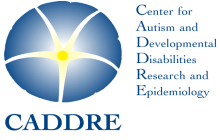 Center for
Autism and
Developmental
Disabilities
Research and
Epidemiology
CADDRE